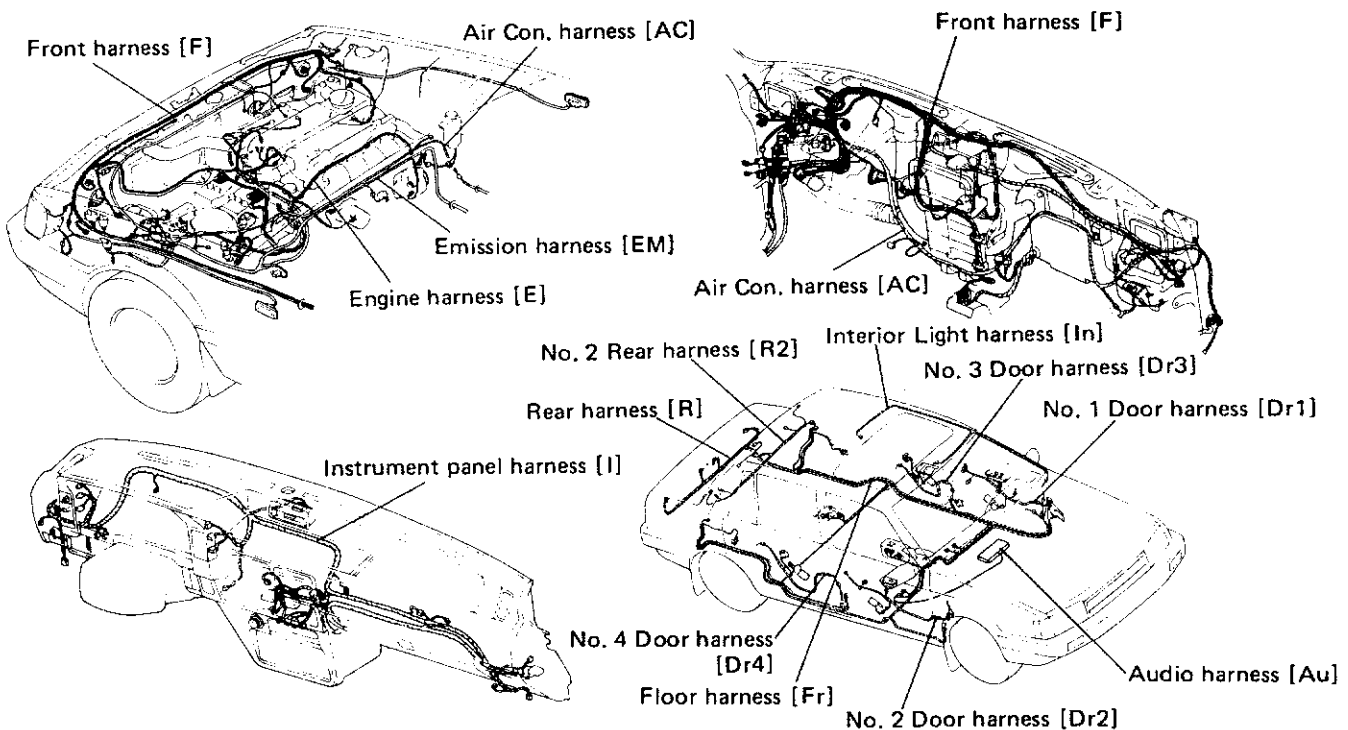 Front harness [F]
Air Con. harness [AC]
Emission harness [EM]
Engine harness [E]
Front harness [F]
Air Con. harness [AC]
Instrument panel harness [I]
Interior Light harness [In]
No. 2 Rear harness [R2]
No. 3 Door harness [Dr3]
Rear harness [R]
No. 1 Door harness [Dr1]
No. 4 Door harness
[Dr4]
Floor harness [Fr]
Audio harness [Au]
No. 2 Door harness [Dr2]